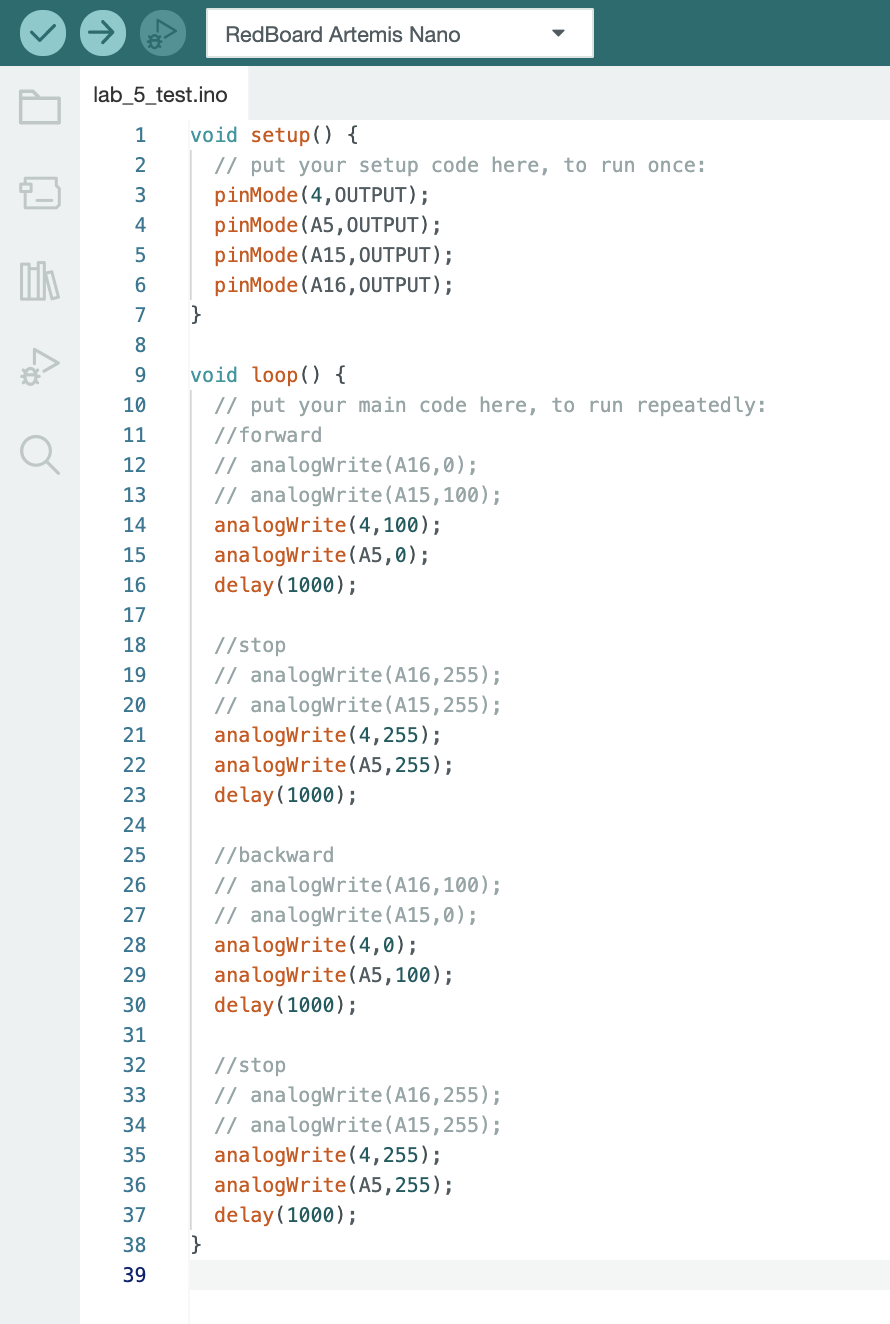 RedBoard Artemis Nano
lab_5_test.ino
1 void setup() {
2 // put your setup code here, to run once:
3 pinMode(4,OUTPUT);
4 pinMode(A5,OUTPUT);
5 pinMode(A15,OUTPUT);
6 pinMode(A16,OUTPUT);
7 }
8
9 void loop() {
10 // put your main code here, to run repeatedly:
11 //forward
12 // analogWrite(A16,0);
13 // analogWrite(A15,100);
14 analogWrite(4,100);
15 analogWrite(A5,0);
16 delay(1000);
17
18 //stop
19 // analogWrite(A16,255);
20 // analogWrite(A15,255);
21 analogWrite(4,255);
22 analogWrite(A5,255);
23 delay(1000);
24
25 //backward
26 // analogWrite(A16,100);
27 // analogWrite(A15,0);
28 analogWrite(4,0);
29 analogWrite(A5,100);
30 delay(1000);
31
32 //stop
33 // analogWrite(A16,255);
34 // analogWrite(A15,255);
35 analogWrite(4,255);
36 analogWrite(A5,255);
37 delay(1000);
38 }
39